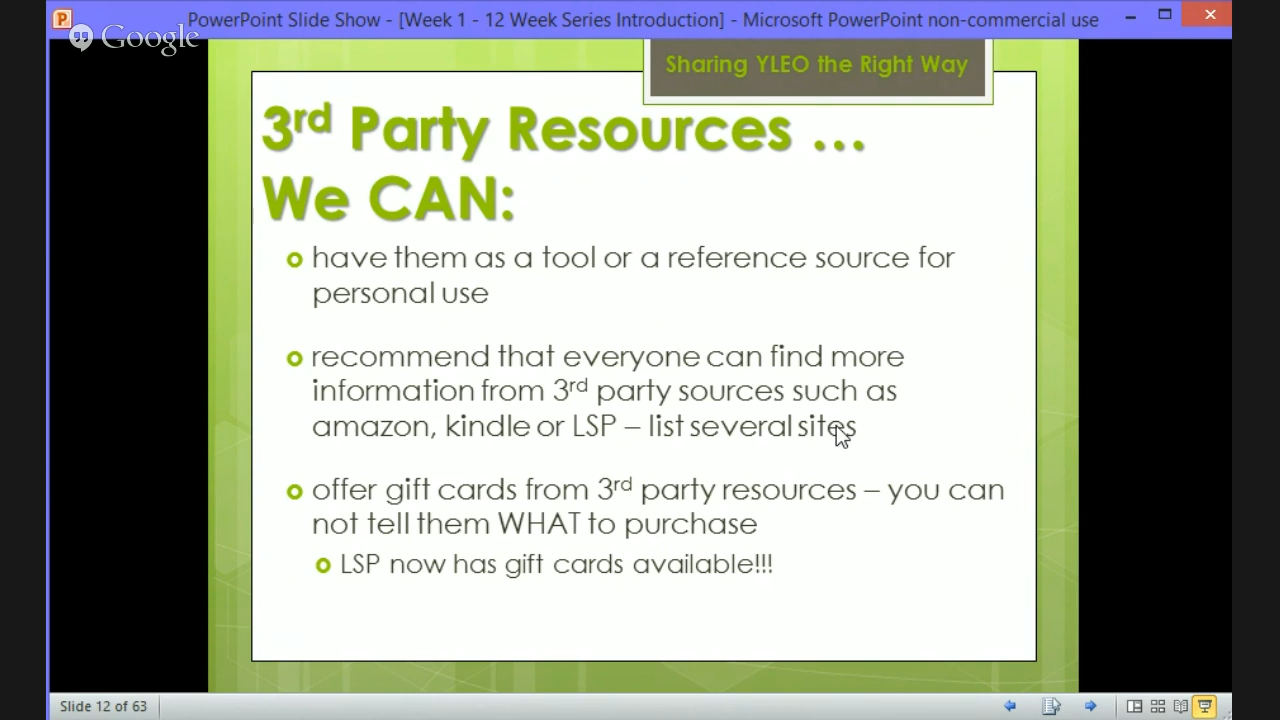 PowerPoint Slide Show - [Week 1 - 12 Week Series Introduction] - Microsoft PowerPoint non-commercial use
Google
Sharing YLEO the Right Way
3rd Party Resources …
We CAN:
have them as a tool or a reference source for
personal use
recommend that everyone can find more
information from 3rd party sources such as
amazon, kindle or LSP – list several sites
offer gift cards from 3rd party resources – you can
not tell them WHAT to purchase
LSP now has gift cards available!!!
Slide 12 of 63